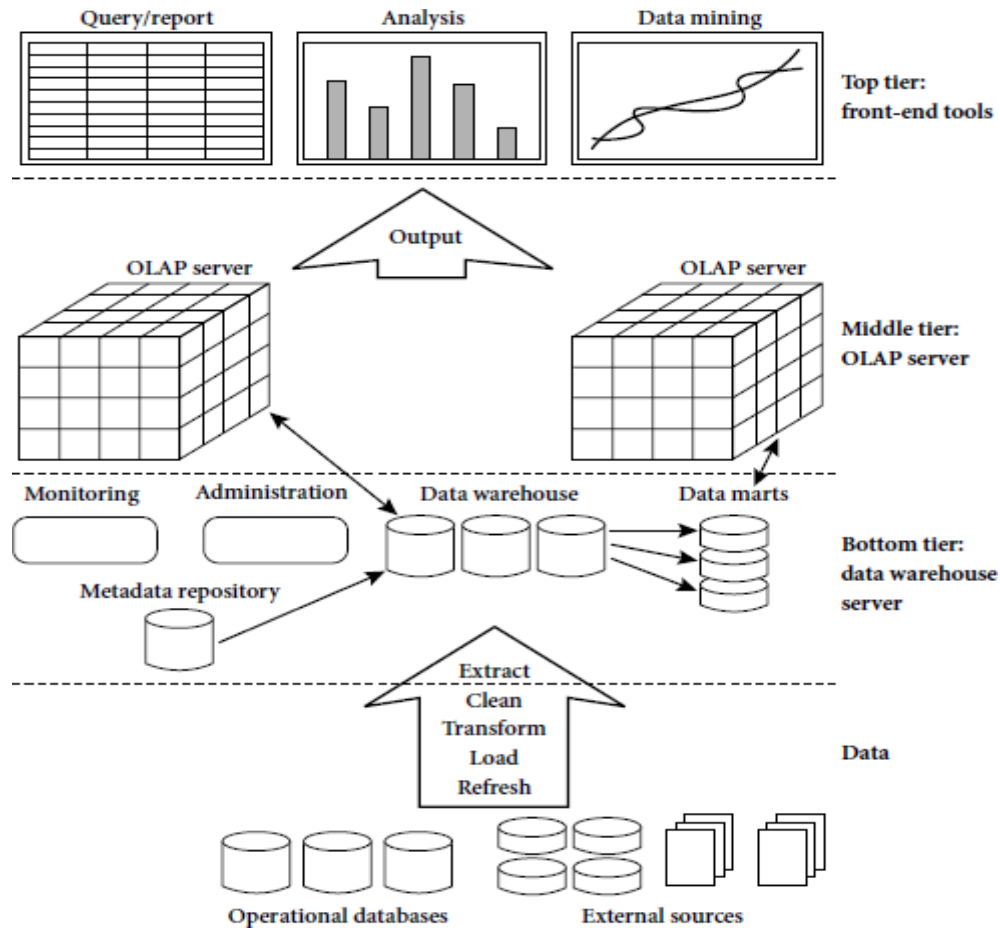 Query/report
Analysis
Data mining
Top tier:
front-end tools
Output
OLAP server
OLAP server
Middle tier:
OLAP server
Monitoring
Administration
Data warehouse
Data marts
Bottom tier:
data warehouse
server
Metadata repository
Extract
Clean
Transform
Load
Refresh
Data
Operational databases
External sources